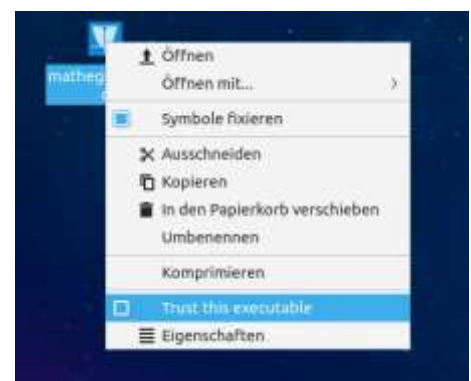 matheg
Öffnen
Öffnen mit...
Symbole fixieren
Ausschneiden
Kopieren
In den Papierkorb verschieben
Umbenennen
Komprimieren
Trust this executable
Eigenschaften